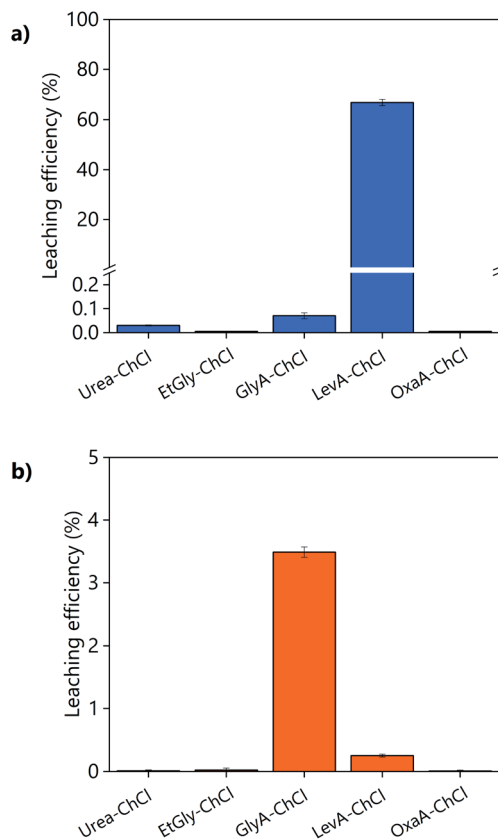 a)
Leaching efficiency (%)
100
80
60
40
20
0.2
0.1
0.0
Urea-ChCl
EtGly-ChCl
GlyA-ChCl
LevA-ChCl
OxaA-ChCl
b)
Leaching efficiency (%)
5
4
3
2
1
0
Urea-ChCl
EtGly-ChCl
GlyA-ChCl
LevA-ChCl
OxaA-ChCl